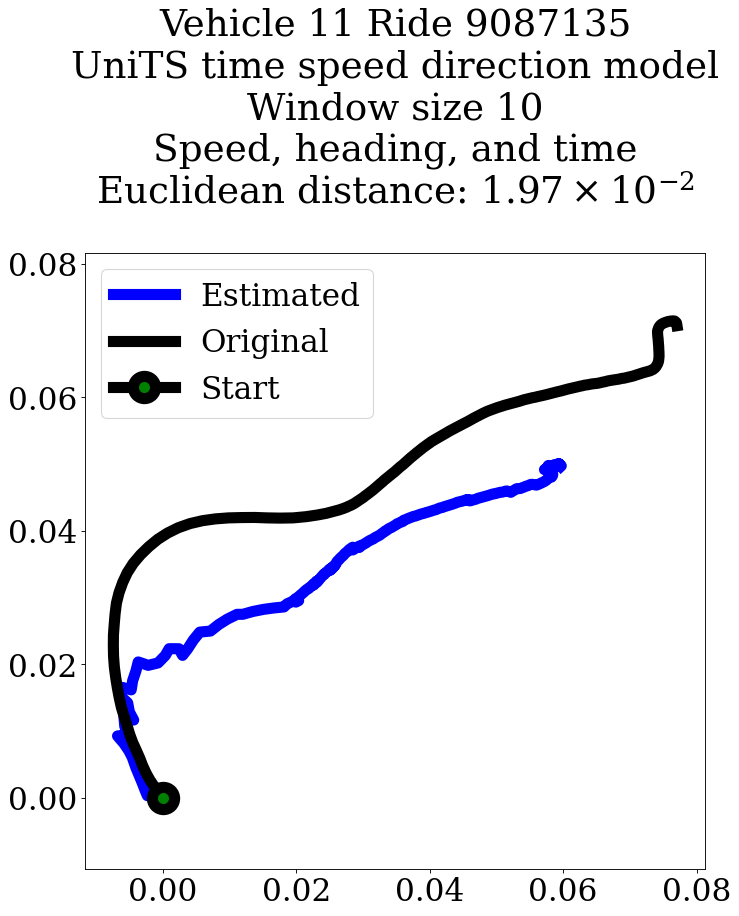 Vehicle 11 Ride 9087135
UniTS time speed direction model
Window size 10
Speed, heading, and time
Euclidean distance: 1.97 × 10⁻²
0.08
0.06
0.04
0.02
0.00
Estimated
Original
Start
0.00 0.02 0.04 0.06 0.08